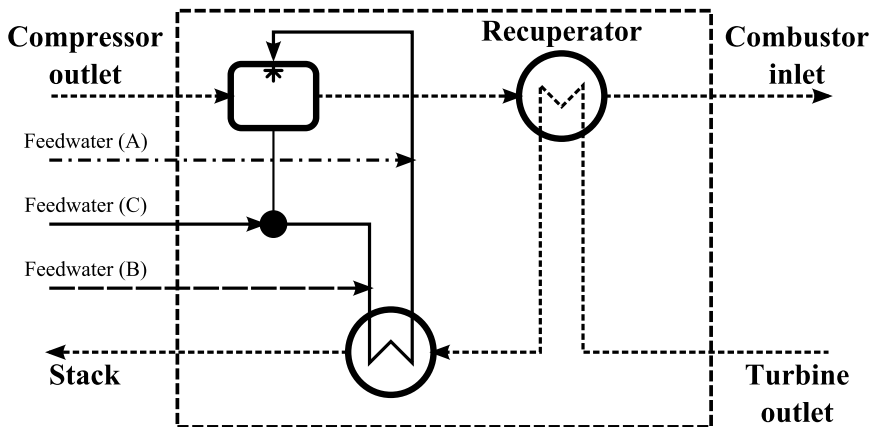 Compressor
outlet
Recuperator
Combustor
inlet
Feedwater (A)
Feedwater (C)
Feedwater (B)
Stack
Turbine
outlet